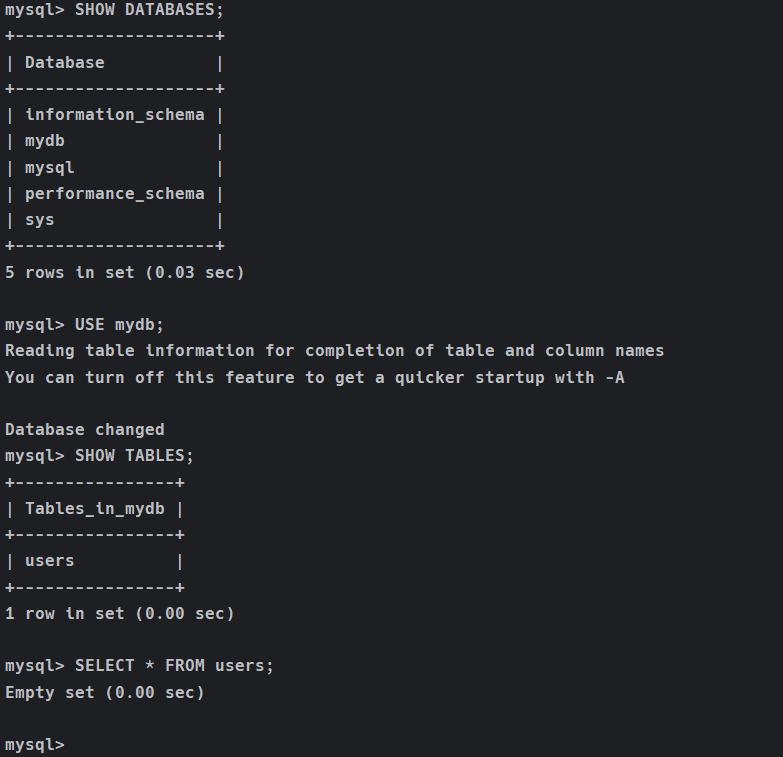 mysql> SHOW DATABASES;
+--------------------+
| Database           |
+--------------------+
| information_schema |
| mydb               |
| mysql              |
| performance_schema |
| sys                |
+--------------------+
5 rows in set (0.03 sec)

mysql> USE mydb;
Reading table information for completion of table and column names
You can turn off this feature to get a quicker startup with -A

Database changed
mysql> SHOW TABLES;
+----------------+
| Tables_in_mydb |
+----------------+
| users          |
+----------------+
1 row in set (0.00 sec)

mysql> SELECT * FROM users;
Empty set (0.00 sec)

mysql>